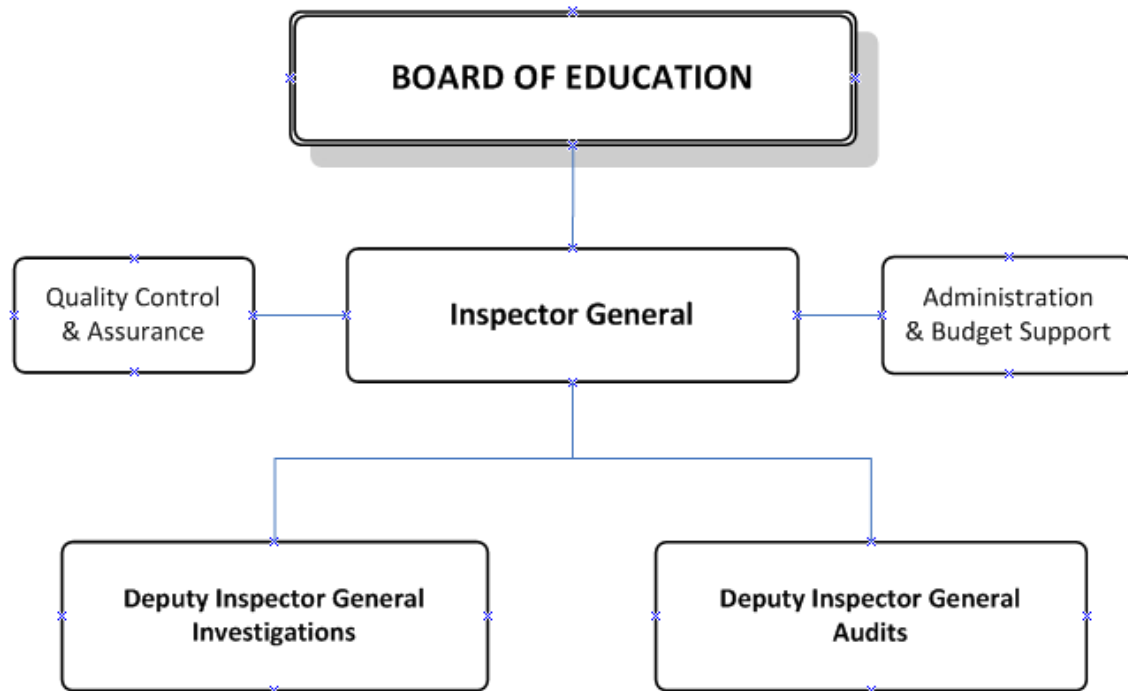 BOARD OF EDUCATION
Quality Control
& Assurance
Inspector General
Administration
& Budget Support
Deputy Inspector General
Investigations
Deputy Inspector General
Audits